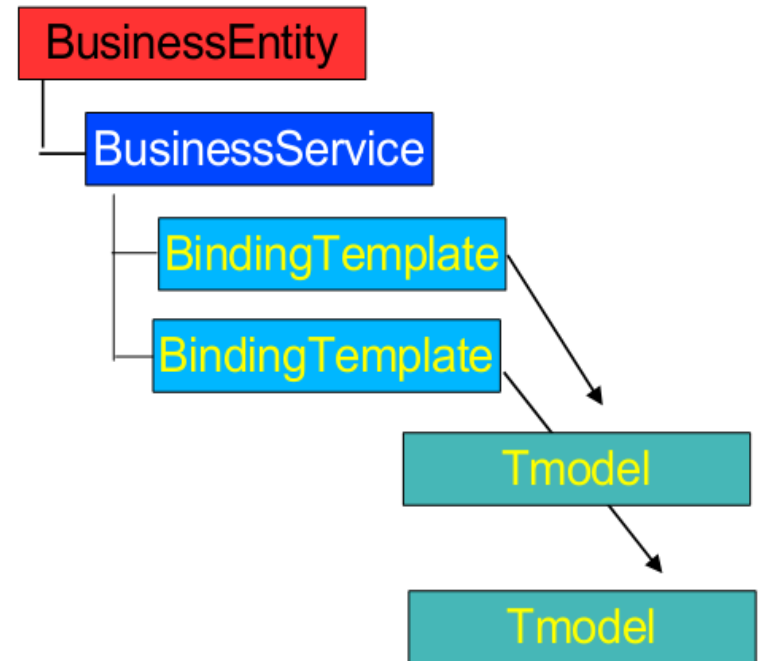 BusinessEntity
BusinessService
BindingTemplate
BindingTemplate
Tmodel
Tmodel